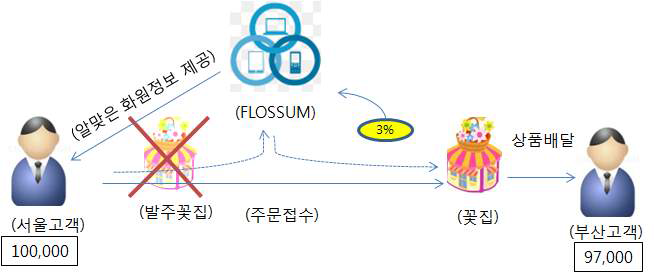 (알맞은 화원정보 제공)
(FLOSSUM)
3%
상품배달
(서울고객)
(발주꽃집)
(주문접수)
(꽃집)
(부산고객)
100,000
97,000